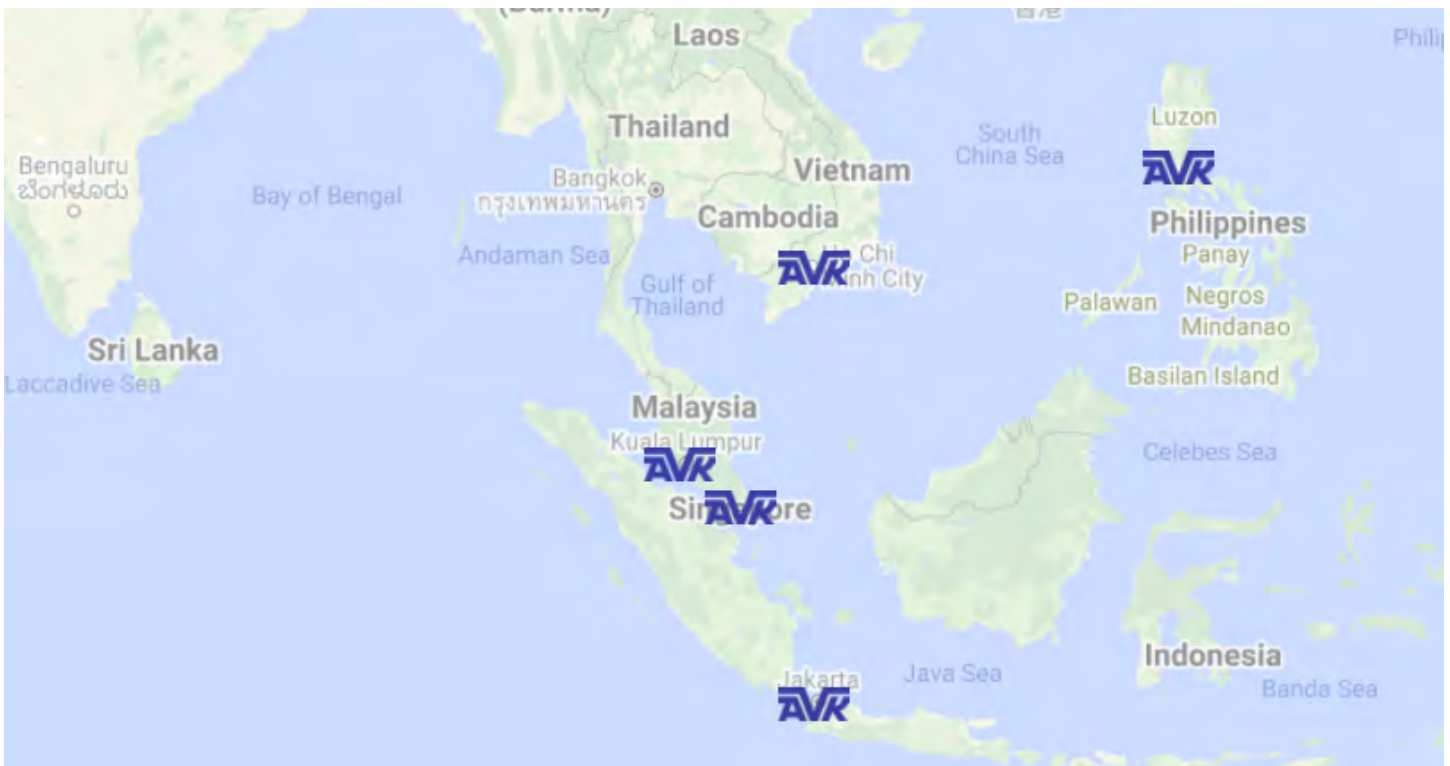 Laos
Philip
Luzon
Thailand
South
China Sea
Bengaluru
ಬೆಂಗಳೂರು
Vietnam
AVK
Bangkok
กรุงเทพมหานคร
Bay of Bengal
Cambodia
Philippines
Andaman Sea
AVK
Panay
Gulf of
Thailand
Palawan
Negros
Mindanao
Sri Lanka
Basilan Island
Laccadive Sea
Malaysia
Kuala Lumpur
Celebes Sea
AVK
AVK
Indonesia
Jakarta
Java Sea
Banda Sea
AVK